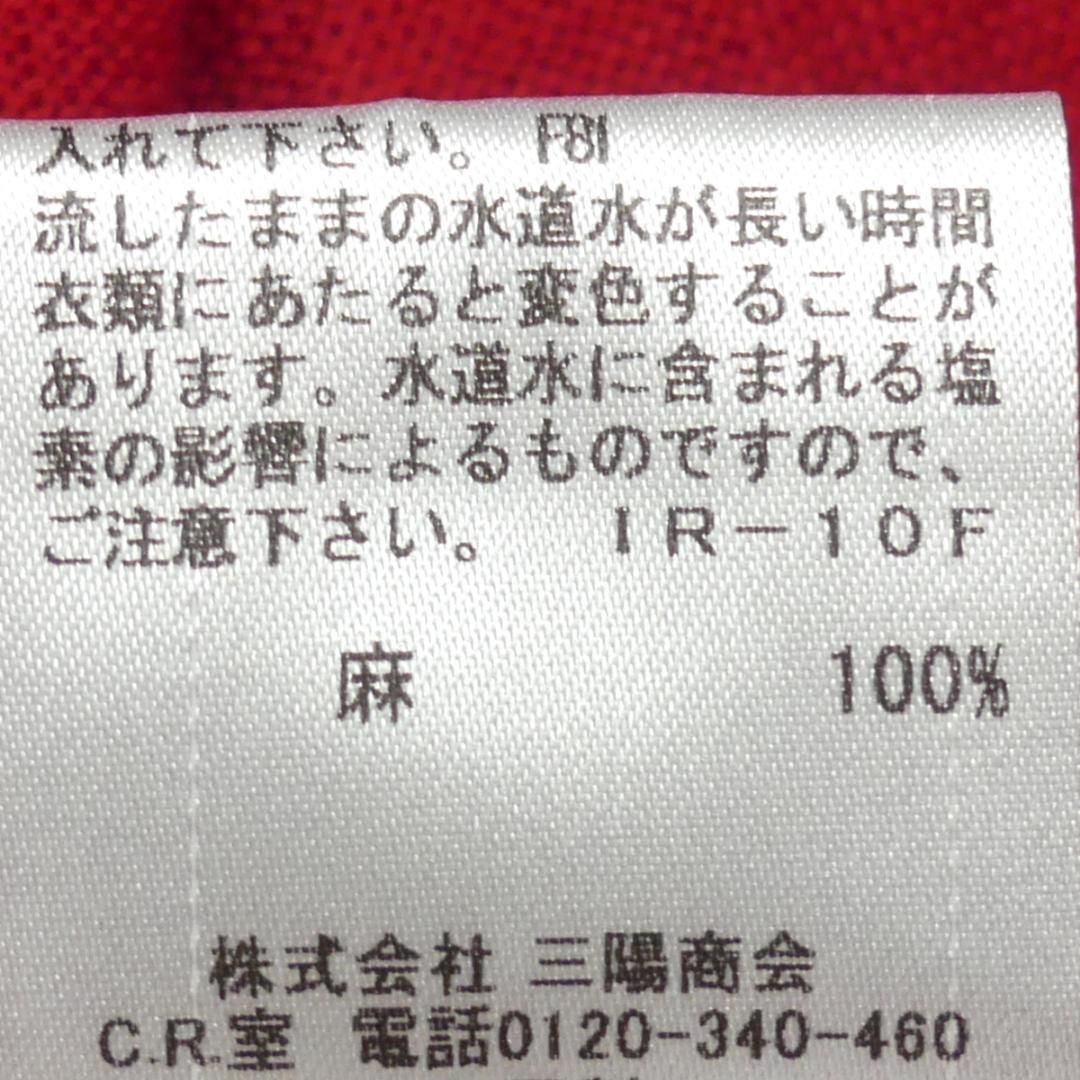 入れて下さい。 F81
流したままの水道水が長い時間
衣類にあたると変色することが
あります。水道水に含まれる塩
素の影響によるものですので、
ご注意下さい。 IR－10F
麻 100%
株式会社 三陽商会
C.R.室 電話0120-340-460